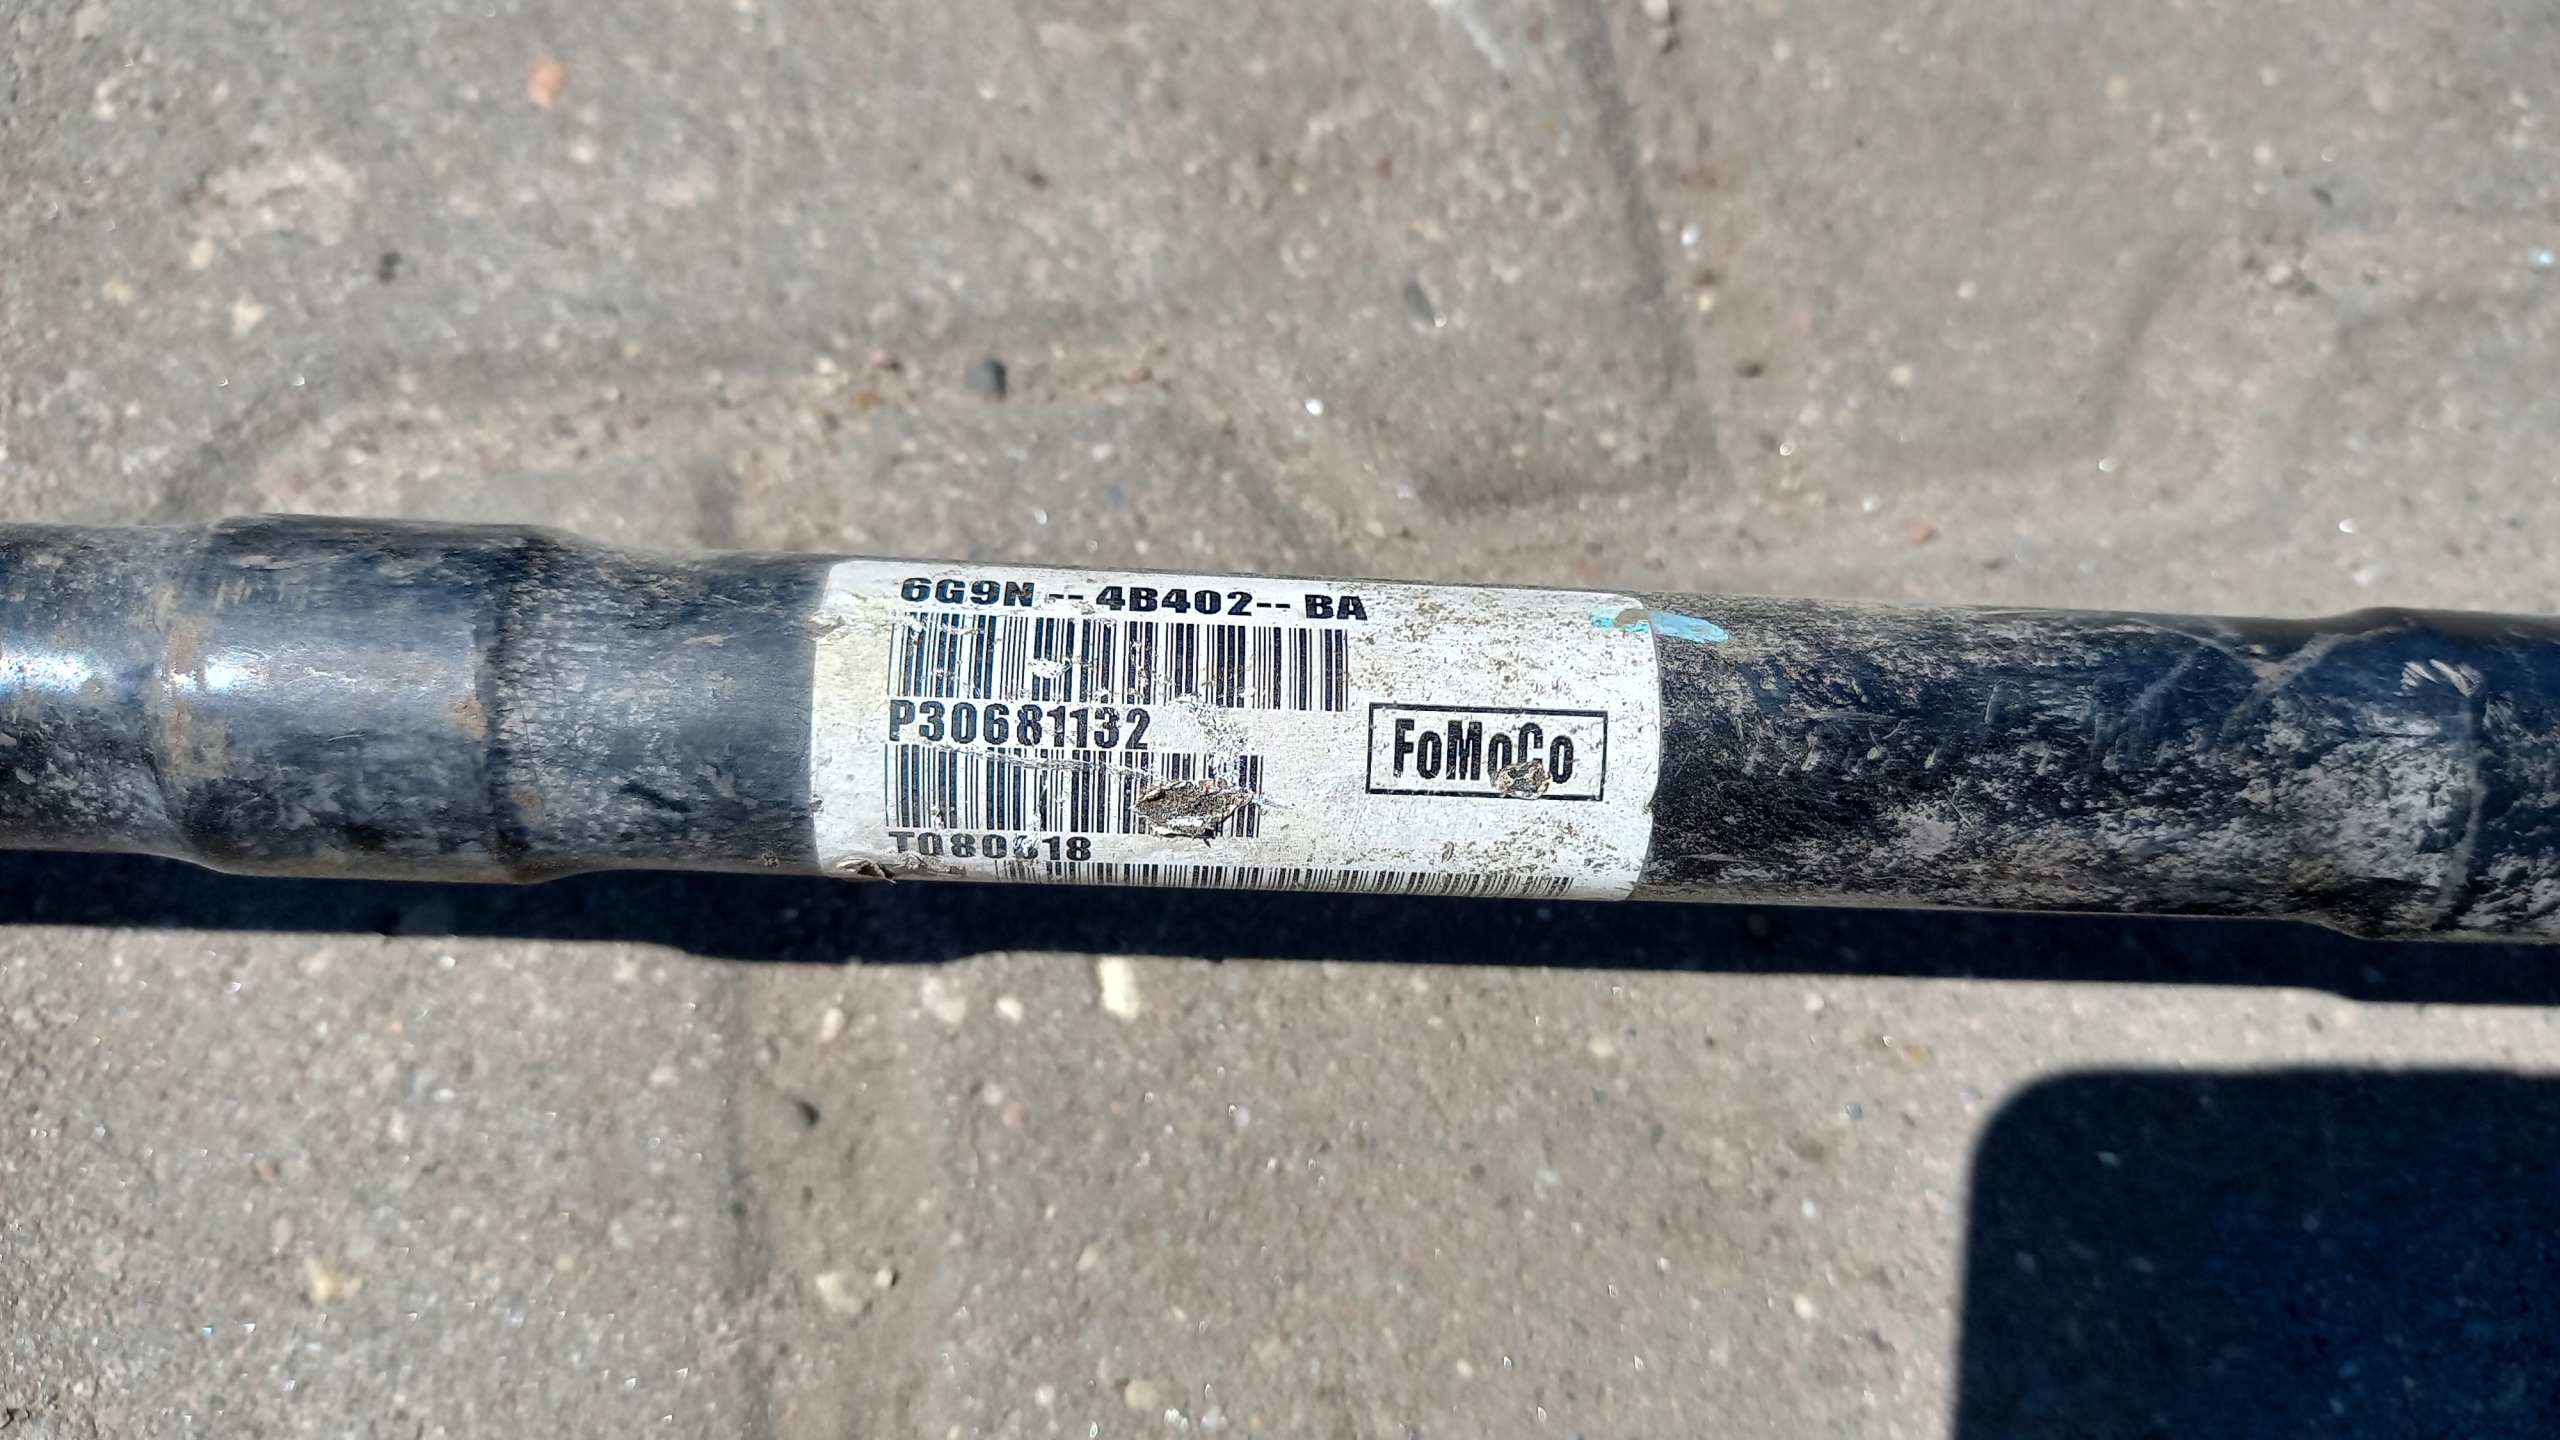 6G9N -- 4B402-- BA
P30681132
FoMoCo